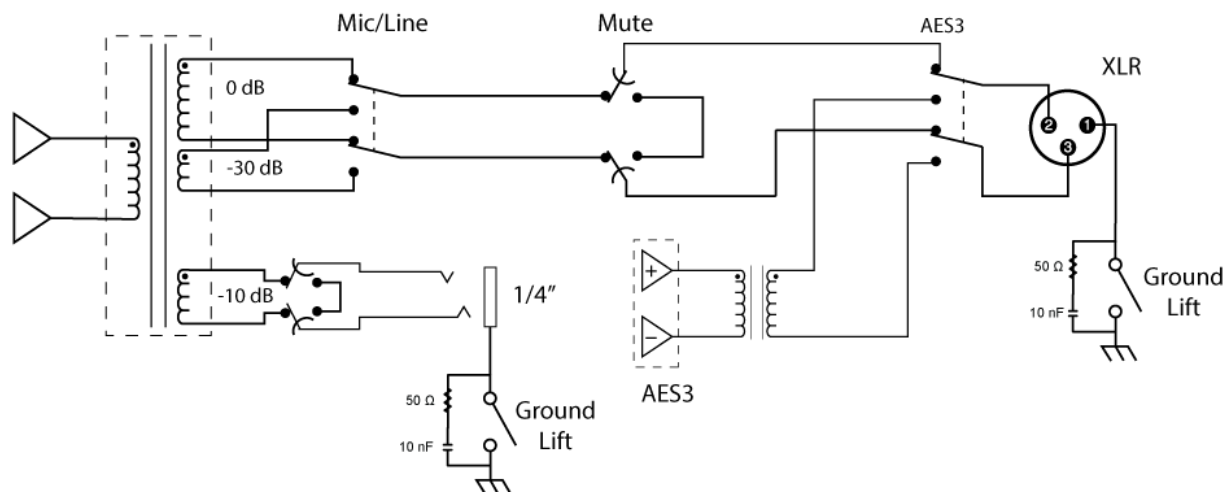 Mic/Line
Mute
AES3
XLR
0 dB
-30 dB
2
1
3
-10 dB
1/4"
+
−
AES3
50 Ω
10 nF
Ground
Lift
50 Ω
10 nF
Ground
Lift